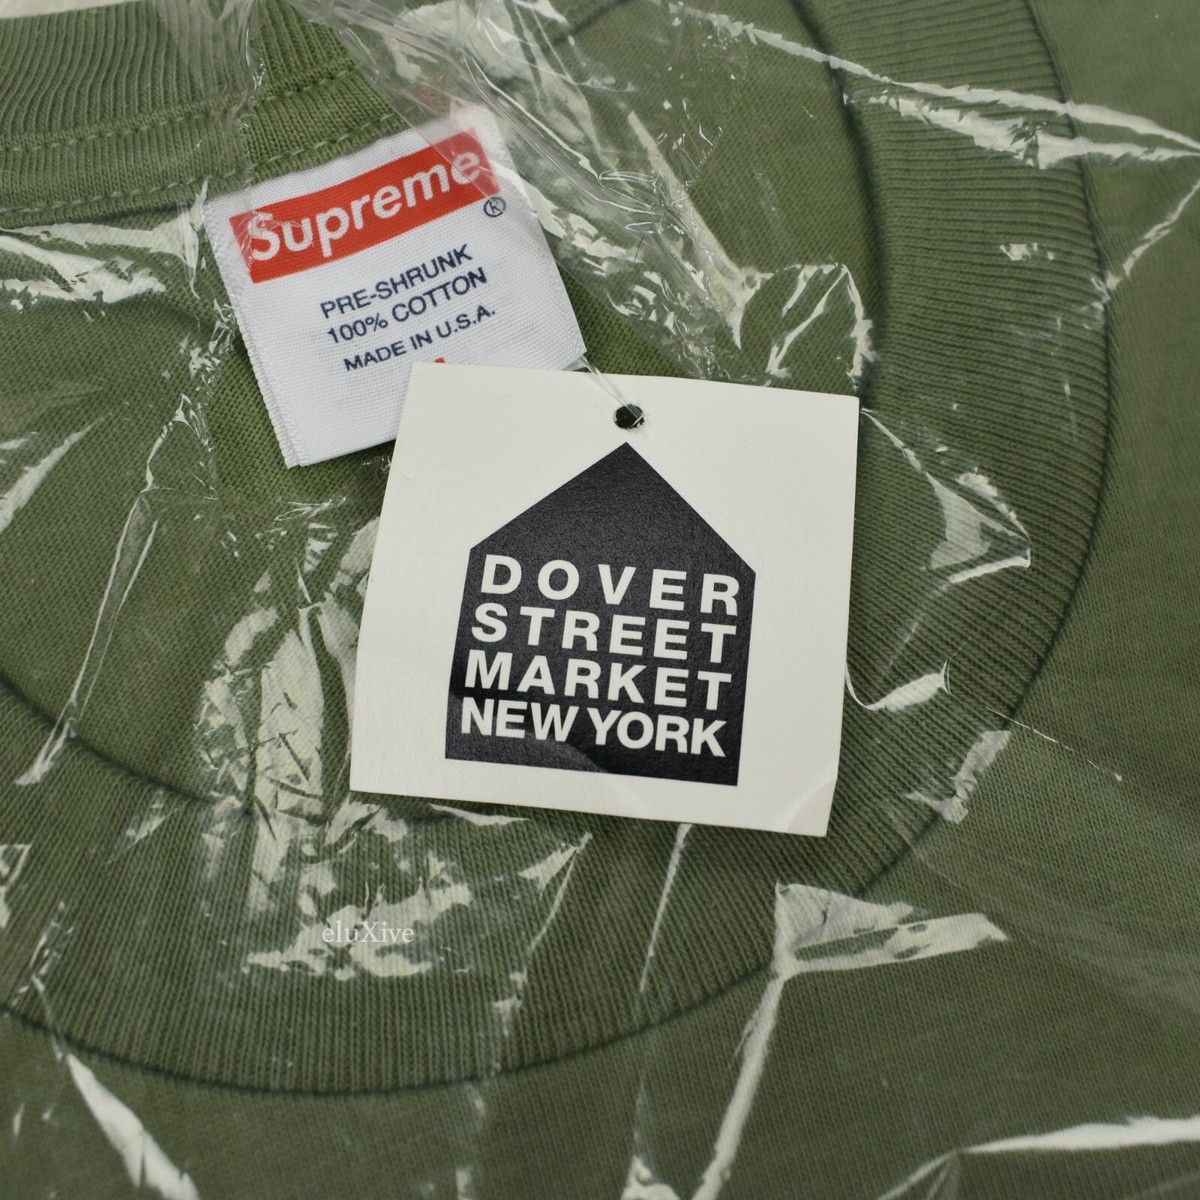 Supreme®
PRE-SHRUNK
100% COTTON
MADE IN U.S.A.
DOVER
STREET
MARKET
NEW YORK
eluXive